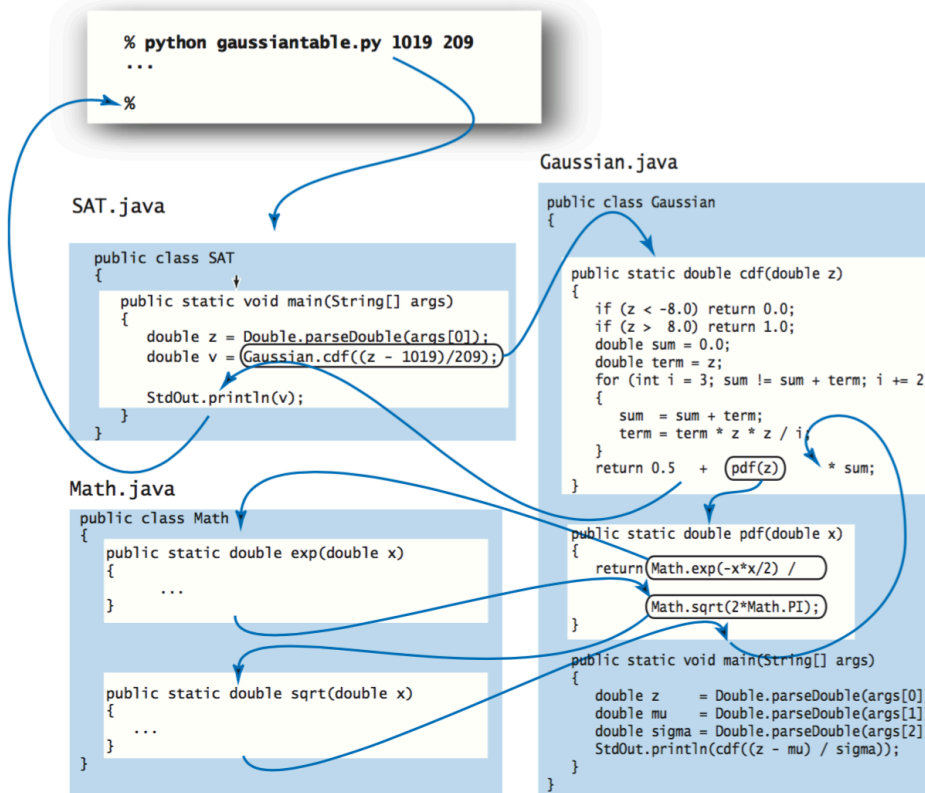 % python gaussiantable.py 1019 209
...
%
SAT.java
public class SAT
{
public static void main(String[] args)
{
double z = Double.parseDouble(args[0]);
double v = Gaussian.cdf((z - 1019)/209);
StdOut.println(v);
}
}
Math.java
public class Math
{
public static double exp(double x)
{
...
}
public static double sqrt(double x)
{
...
}
}
Gaussian.java
public class Gaussian
{
public static double cdf(double z)
{
if (z < -8.0) return 0.0;
if (z > 8.0) return 1.0;
double sum = 0.0;
double term = z;
for (int i = 3; sum != sum + term; i += 2
{
sum = sum + term;
term = term * z * z / i;
}
return 0.5 + pdf(z) * sum;
}
public static double pdf(double x)
{
return Math.exp(-x*x/2) /
Math.sqrt(2*Math.PI);
}
public static void main(String[] args)
{
double z = Double.parseDouble(args[0]
double mu = Double.parseDouble(args[1]
double sigma = Double.parseDouble(args[2]
StdOut.println(cdf((z - mu) / sigma));
}
}